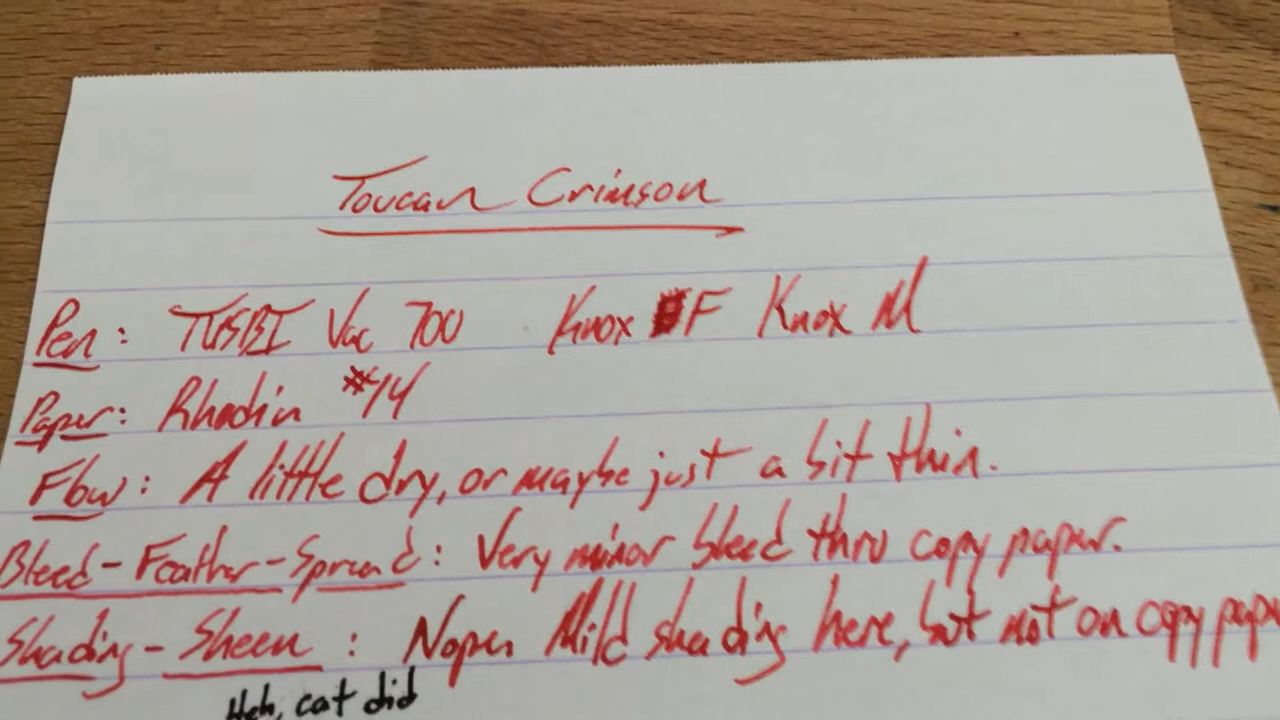 Toucan Crimson
Pen: TWSBI Vac 700 Knox F Knox M
Paper: Rhodia #14
Flow: A little dry, or maybe just a bit thin.
Bleed-Feather-Spread: Very minor bleed thru copy paper.
Shading-Sheen: Nope. Mild shading here, but not on copy paper
Heh, cat did